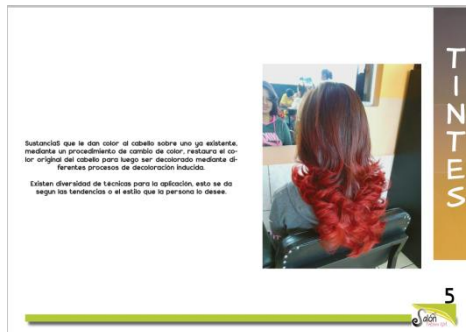 TINTES
SustanciaS que le dan color al cabello sobre uno ya existente,
mediante un procedimiento de cambio de color, restaura el co-
lor original del cabello para luego ser decolorado mediante di-
ferentes procesos de decoloración inducida.
Existen diversidad de técnicas para la aplicación, esto se da
segun las tendencias o el estilo que la persona lo desee.
5
Salón